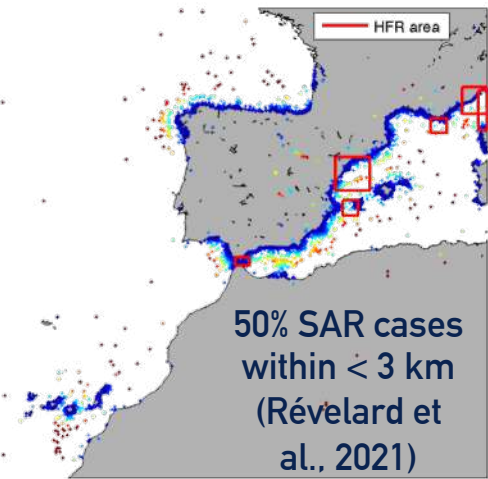 HFR area
50% SAR cases
within < 3 km
(Révelard et
al., 2021)